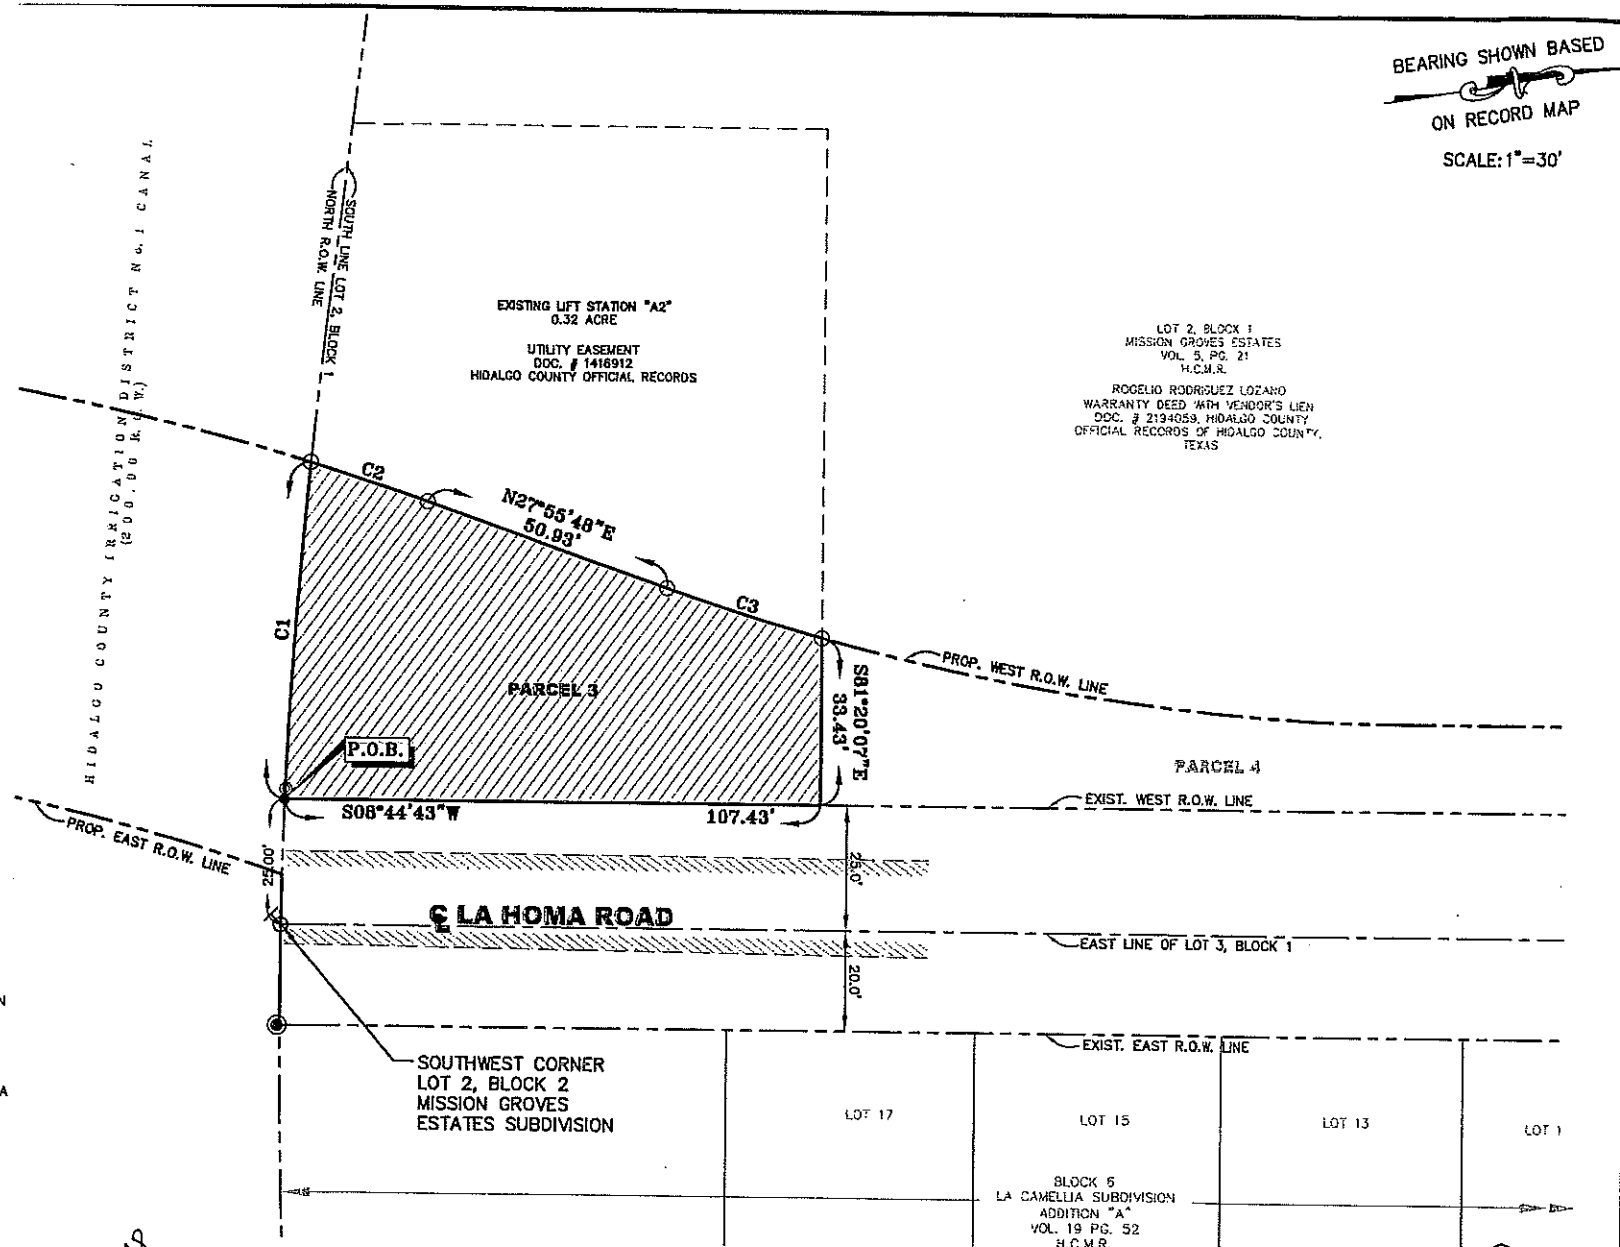 BEARING SHOWN BASED
ON RECORD MAP
SCALE: 1"=30'
HIDALGO COUNTY IRRIGATION DISTRICT No. 1 CANAL
(200.00 R.O.W.)
SOUTH LINE LOT 2, BLOCK 1
NORTH R.O.W. LINE
EXISTING LIFT STATION "A2"
0.32 ACRE
UTILITY EASEMENT
DOC. # 1416912
HIDALGO COUNTY OFFICIAL RECORDS
LOT 2, BLOCK 1
MISSION GROVES ESTATES
VOL. 5, PG. 21
H.C.M.R.
ROGELIO RODRIGUEZ LOZANO
WARRANTY DEED WITH VENDOR'S LIEN
DOC. # 2194059, HIDALGO COUNTY
OFFICIAL RECORDS OF HIDALGO COUNTY,
TEXAS
C2
N27°55'48"E
50.93'
C3
C1
PARCEL 3
S81°20'07"E
33.43'
PROP. WEST R.O.W. LINE
P.O.B.
PARCEL 4
S08°44'43"W
107.43'
EXIST. WEST R.O.W. LINE
PROP. EAST R.O.W. LINE
25.00'
25.0'
℄ LA HOMA ROAD
EAST LINE OF LOT 3, BLOCK 1
20.0'
N
EXIST. EAST R.O.W. LINE
SOUTHWEST CORNER
LOT 2, BLOCK 2
MISSION GROVES
ESTATES SUBDIVISION
A
LOT 17
LOT 15
LOT 13
LOT 1
BLOCK 6
LA CAMELLIA SUBDIVISION
ADDITION "A"
VOL. 19 PG. 52
H.C.M.R.